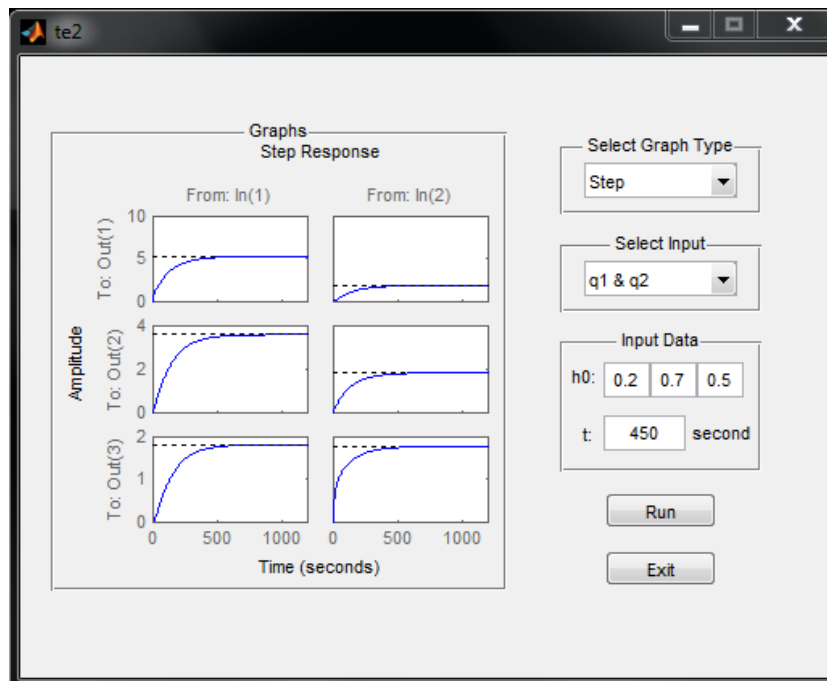 te2
Graphs
Step Response
From: In(1)
From: In(2)
Amplitude
To: Out(1)
10
5
0
To: Out(2)
4
2
0
To: Out(3)
2
1
0
0 500 1000
0 500 1000
Time (seconds)
Select Graph Type
Step
Select Input
q1 & q2
Input Data
h0: 0.2 0.7 0.5
t: 450 second
Run
Exit